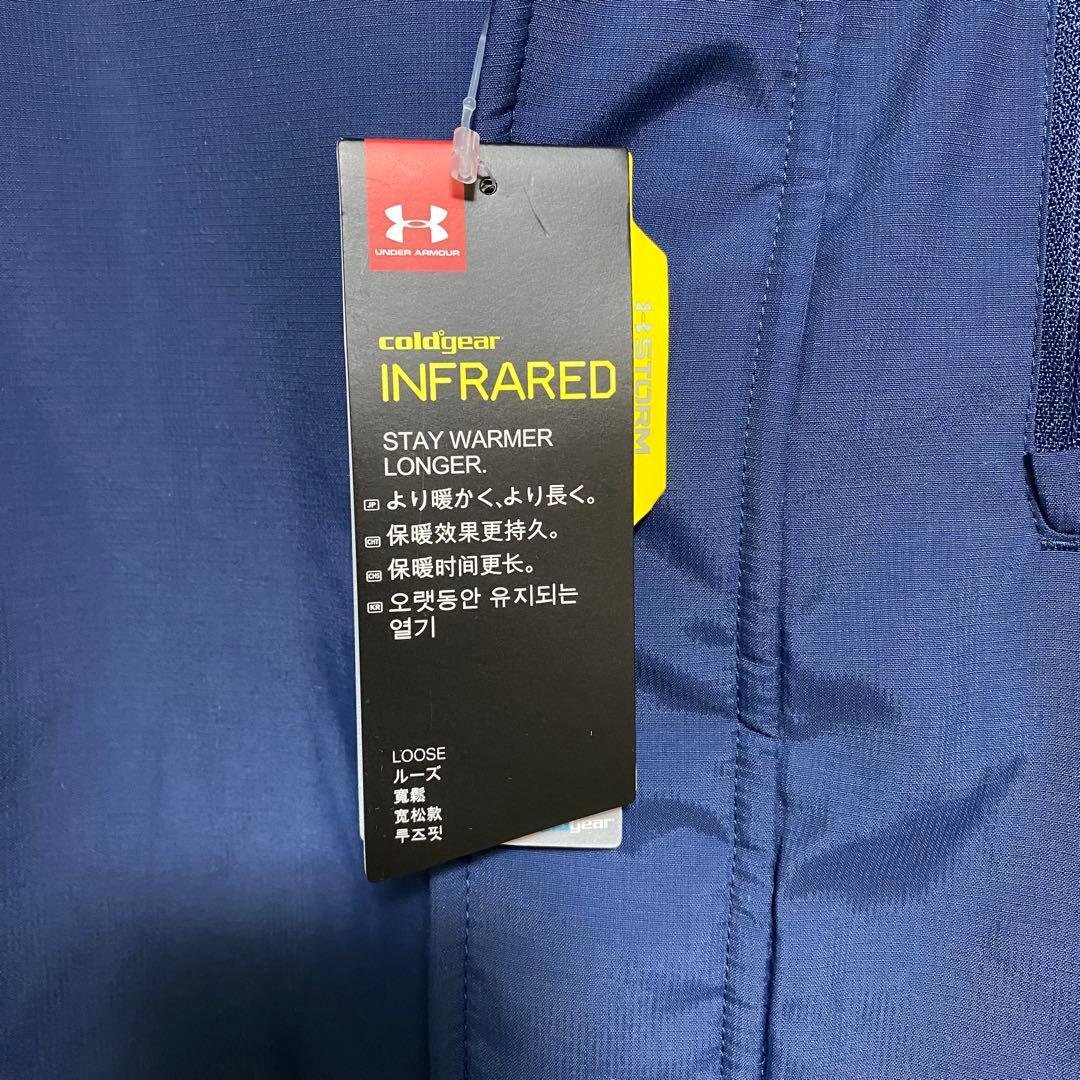 UNDER ARMOUR
coldgear
INFRARED
STAY WARMER
LONGER.
JP より暖かく、より長く。
CHT 保暖效果更持久。
CHS 保暖时间更长。
KR 오랫동안 유지되는
열기
LOOSE
ルーズ
寬鬆
宽松款
루즈핏
STORM
gear